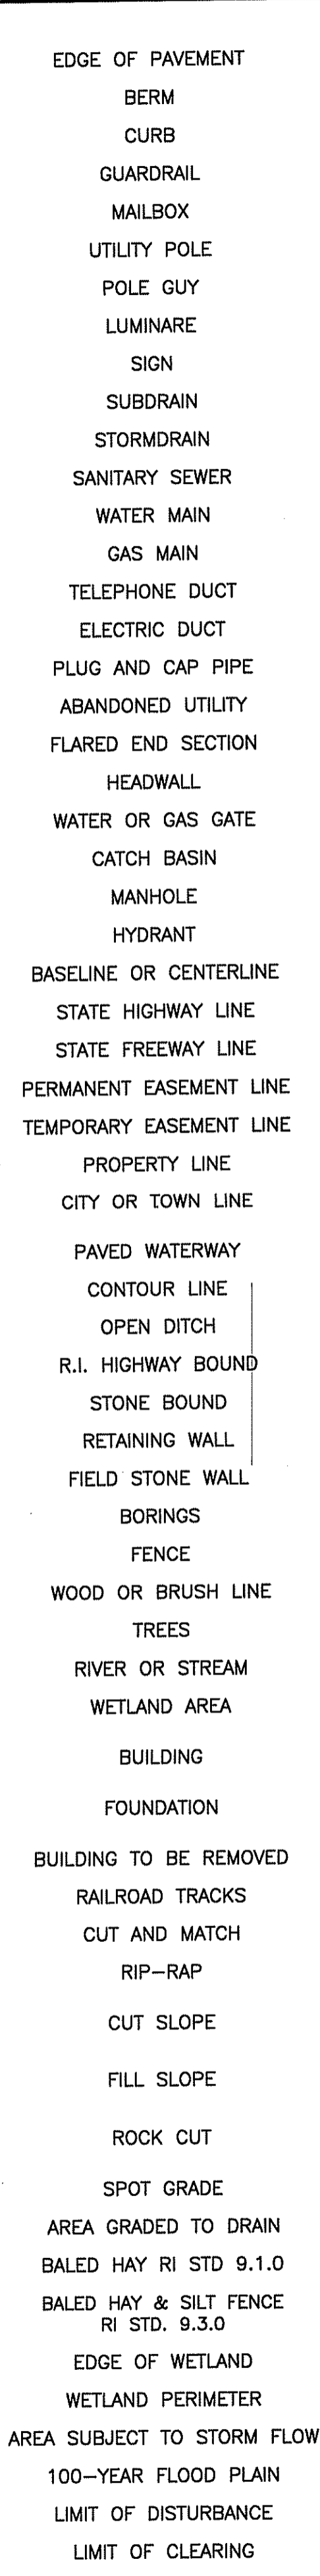 EDGE OF PAVEMENT
BERM
CURB
GUARDRAIL
MAILBOX
UTILITY POLE
POLE GUY
LUMINARE
SIGN
SUBDRAIN
STORMDRAIN
SANITARY SEWER
WATER MAIN
GAS MAIN
TELEPHONE DUCT
ELECTRIC DUCT
PLUG AND CAP PIPE
ABANDONED UTILITY
FLARED END SECTION
HEADWALL
WATER OR GAS GATE
CATCH BASIN
MANHOLE
HYDRANT
BASELINE OR CENTERLINE
STATE HIGHWAY LINE
STATE FREEWAY LINE
PERMANENT EASEMENT LINE
TEMPORARY EASEMENT LINE
PROPERTY LINE
CITY OR TOWN LINE
PAVED WATERWAY
CONTOUR LINE
OPEN DITCH
R.I. HIGHWAY BOUND
STONE BOUND
RETAINING WALL
FIELD STONE WALL
BORINGS
FENCE
WOOD OR BRUSH LINE
TREES
RIVER OR STREAM
WETLAND AREA
BUILDING
FOUNDATION
BUILDING TO BE REMOVED
RAILROAD TRACKS
CUT AND MATCH
RIP-RAP
CUT SLOPE
FILL SLOPE
ROCK CUT
SPOT GRADE
AREA GRADED TO DRAIN
BALED HAY RI STD 9.1.0
BALED HAY & SILT FENCE
RI STD. 9.3.0
EDGE OF WETLAND
WETLAND PERIMETER
AREA SUBJECT TO STORM FLOW
100-YEAR FLOOD PLAIN
LIMIT OF DISTURBANCE
LIMIT OF CLEARING